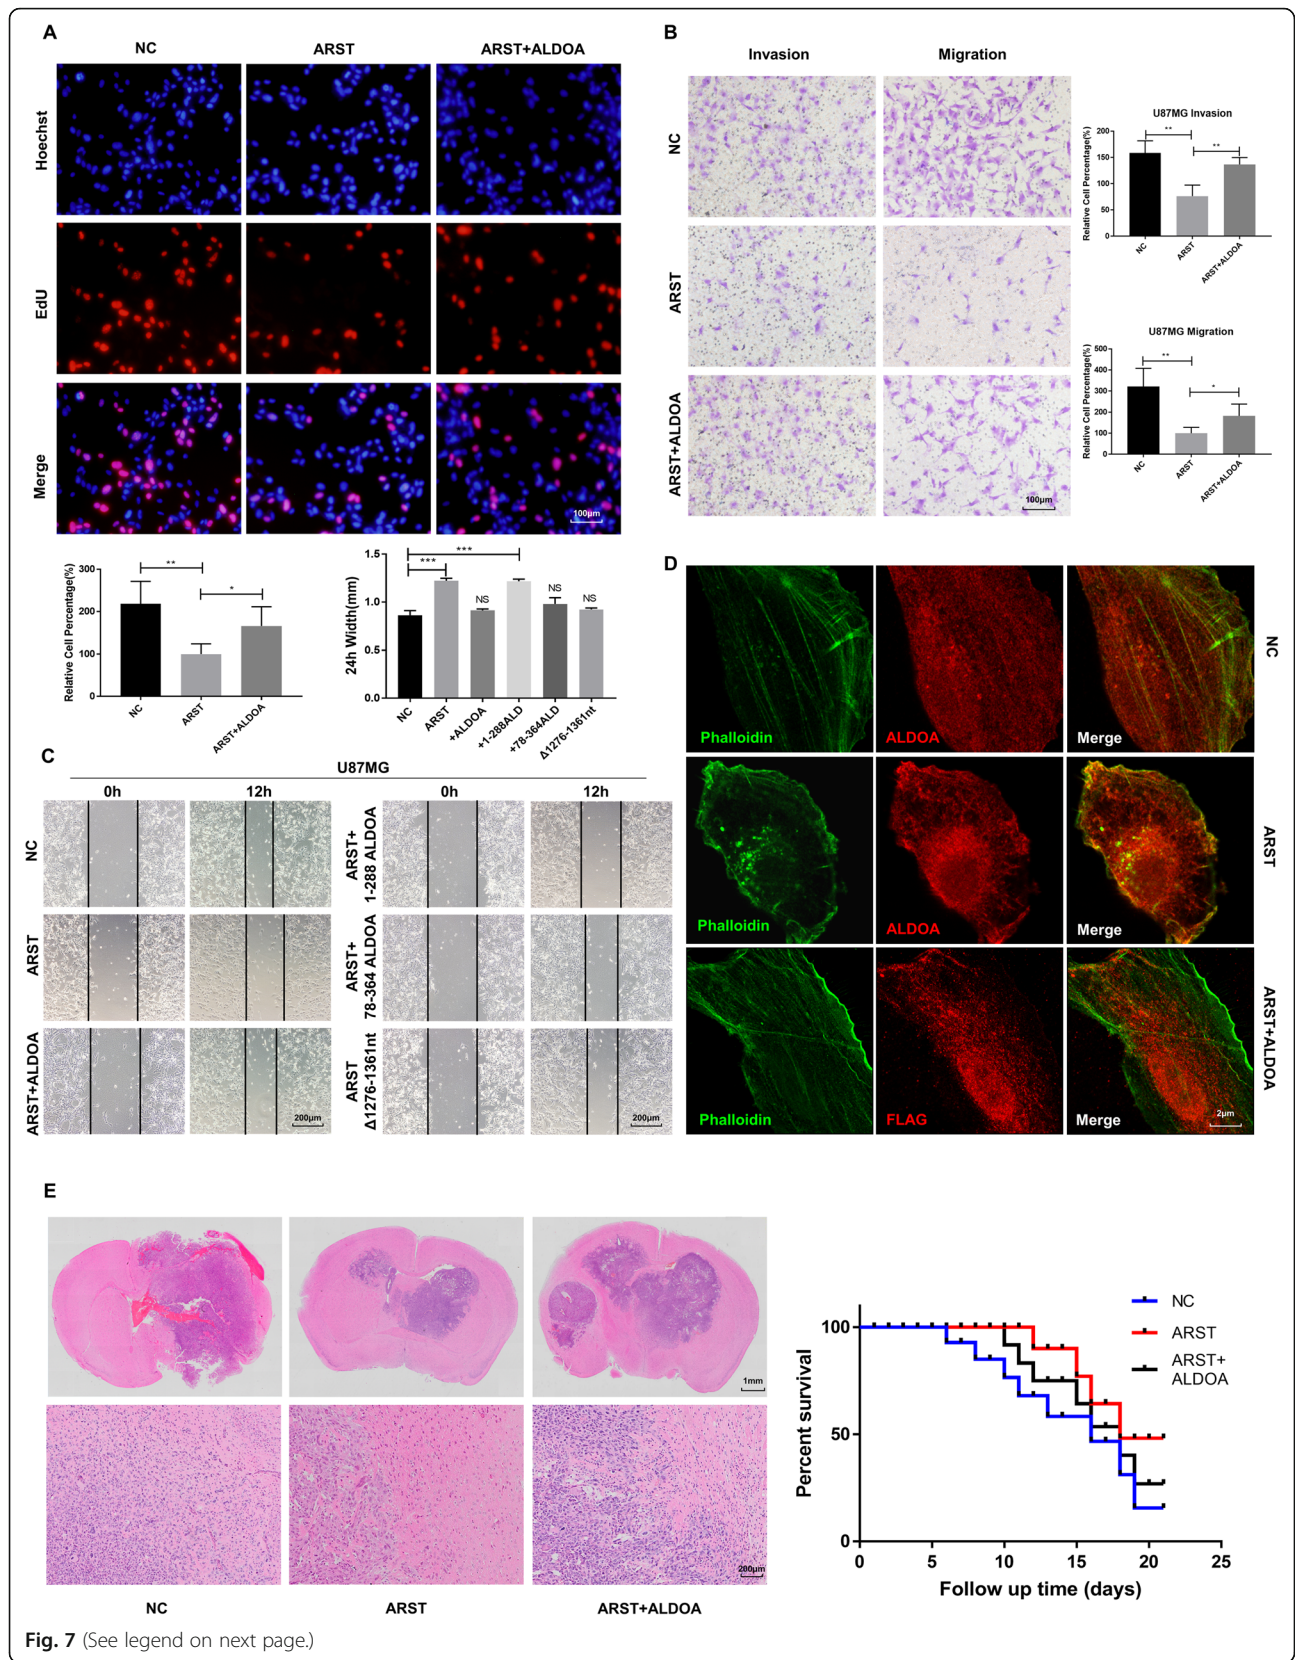 A
NC ARST ARST+ALDOA
Hoechst
EdU
Merge
100μm
Relative Cell Percentage(%)
300
200
100
0
** *
NC ARST ARST+ALDOA
24h Width(mm)
1.5
1.0
0.5
0.0
*** *** NS NS NS
NC ARST +ALDOA +1-288ALD +78-364ALD Δ1276-1361nt
B
Invasion Migration
NC
ARST
ARST+ALDOA
100μm
U87MG Invasion
Relative Cell Percentage(%)
200
150
100
50
0
** **
NC ARST ARST+ALDOA
U87MG Migration
Relative Cell Percentage(%)
500
400
300
200
100
0
** *
NC ARST ARST+ALDOA
C
U87MG
0h 12h 0h 12h
NC
ARST
ARST+ALDOA
200μm
ARST+
1-288 ALDOA
ARST+
78-364 ALDOA
ARST
Δ1276-1361nt
200μm
D
Phalloidin ALDOA Merge
NC
Phalloidin ALDOA Merge
ARST
Phalloidin FLAG Merge
2μm
ARST+ALDOA
E
1mm
200μm
NC ARST ARST+ALDOA
Percent survival
100
50
0
0 5 10 15 20 25
Follow up time (days)
NC
ARST
ARST+
ALDOA
Fig. 7 (See legend on next page.)